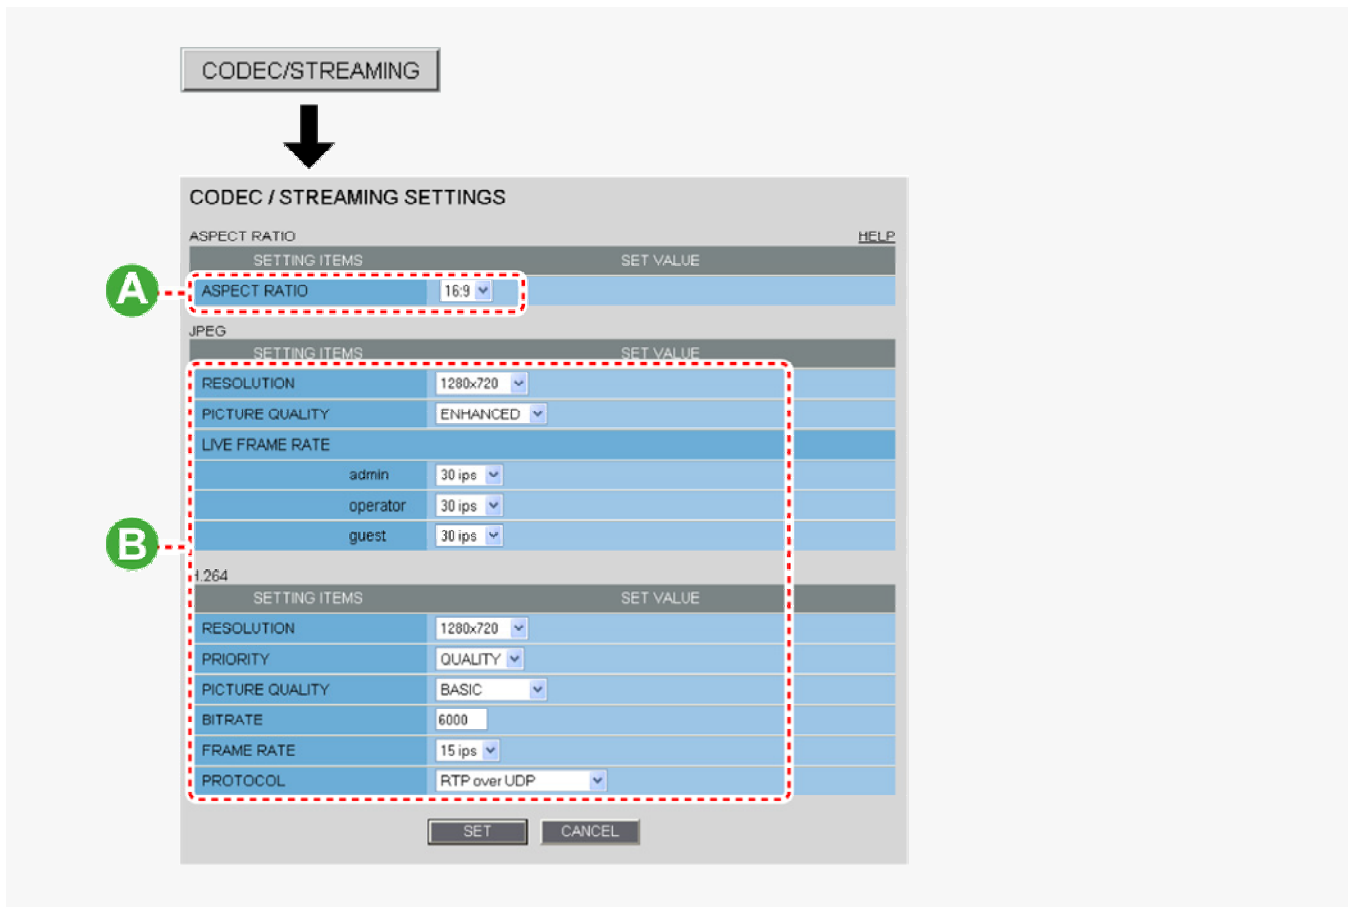 CODEC/STREAMING
CODEC / STREAMING SETTINGS
ASPECT RATIO HELP
SETTING ITEMS SET VALUE
A
ASPECT RATIO 16:9
JPEG
SETTING ITEMS SET VALUE
RESOLUTION 1280x720
PICTURE QUALITY ENHANCED
LIVE FRAME RATE
admin 30 ips
operator 30 ips
guest 30 ips
B
H.264
SETTING ITEMS SET VALUE
RESOLUTION 1280x720
PRIORITY QUALITY
PICTURE QUALITY BASIC
BITRATE 6000
FRAME RATE 15 ips
PROTOCOL RTP over UDP
SET CANCEL